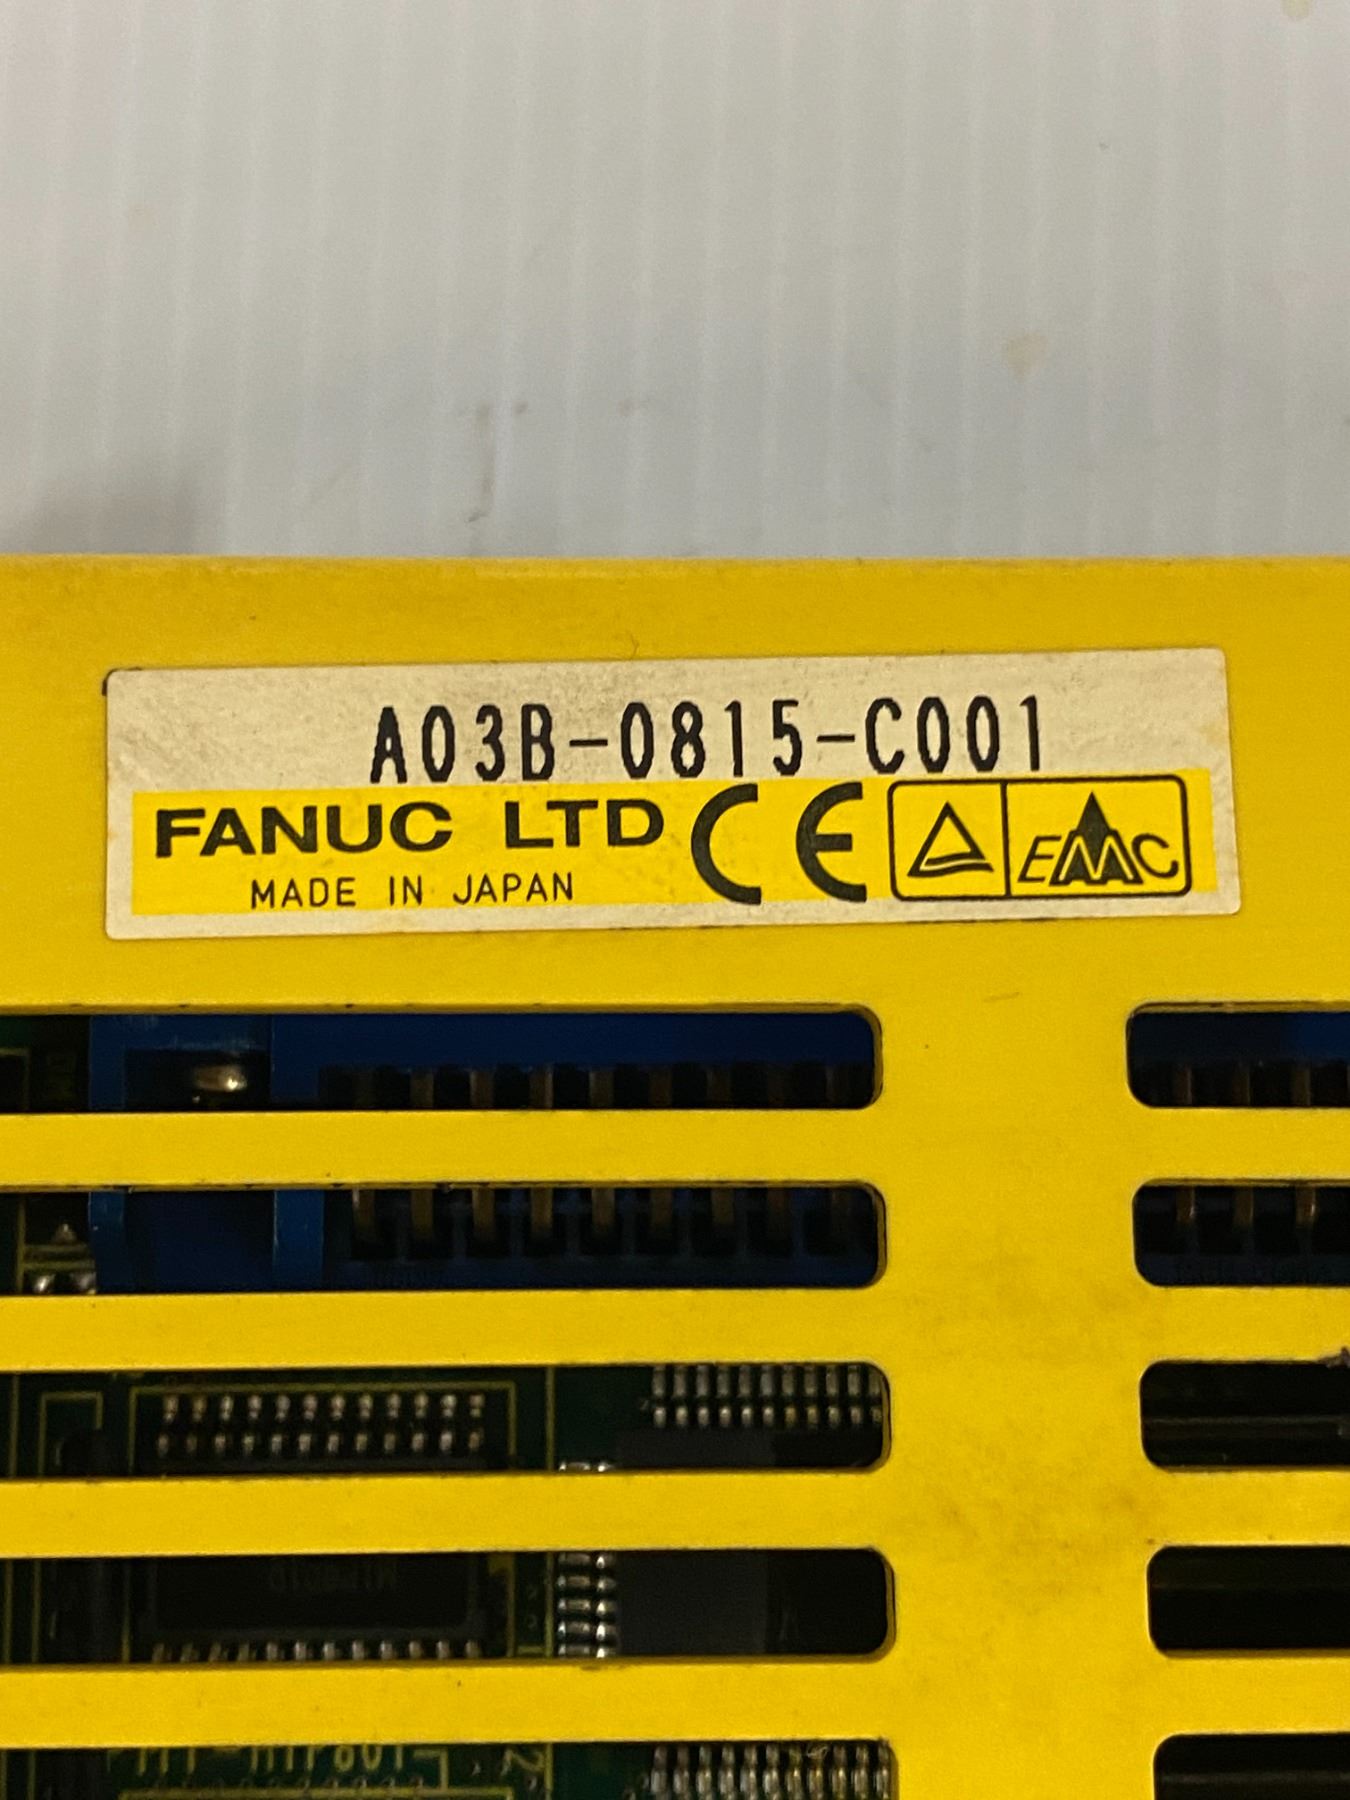 A03B-0815-C001
FANUC LTD CE EMC
MADE IN JAPAN